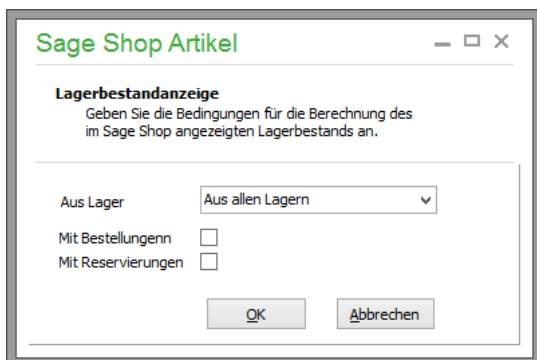 Sage Shop Artikel
Lagerbestandanzeige
Geben Sie die Bedingungen für die Berechnung des
im Sage Shop angezeigten Lagerbestands an.
Aus Lager Aus allen Lagern
Mit Bestellungenn
Mit Reservierungen
OK Abbrechen